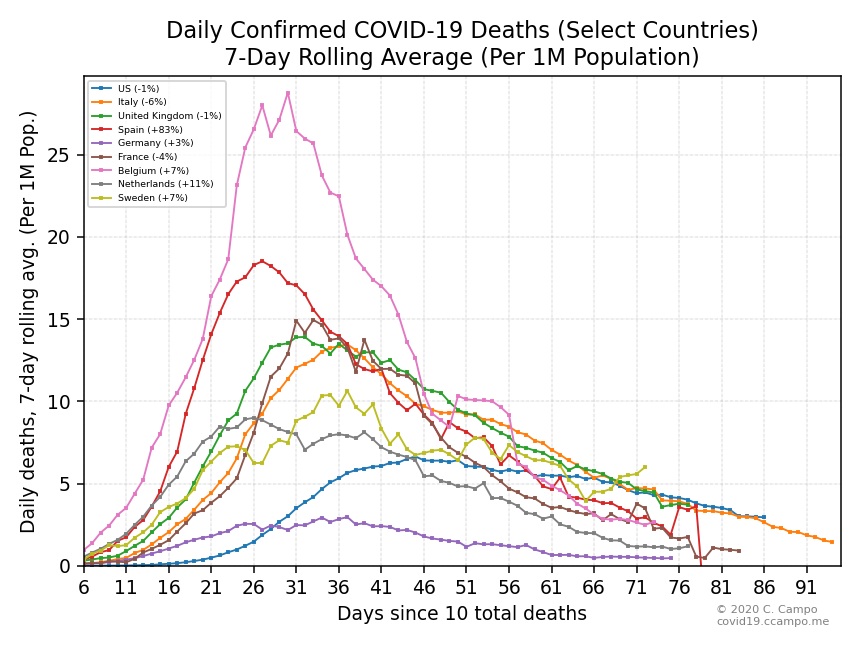 Daily Confirmed COVID-19 Deaths (Select Countries)
7-Day Rolling Average (Per 1M Population)
US (-1%)
Italy (-6%)
United Kingdom (-1%)
Spain (+83%)
Germany (+3%)
France (-4%)
Belgium (+7%)
Netherlands (+11%)
Sweden (+7%)
Daily deaths, 7-day rolling avg. (Per 1M Pop.)
25
20
15
10
5
0
6 11 16 21 26 31 36 41 46 51 56 61 66 71 76 81 86 91
Days since 10 total deaths
© 2020 C. Campo
covid19.ccampo.me